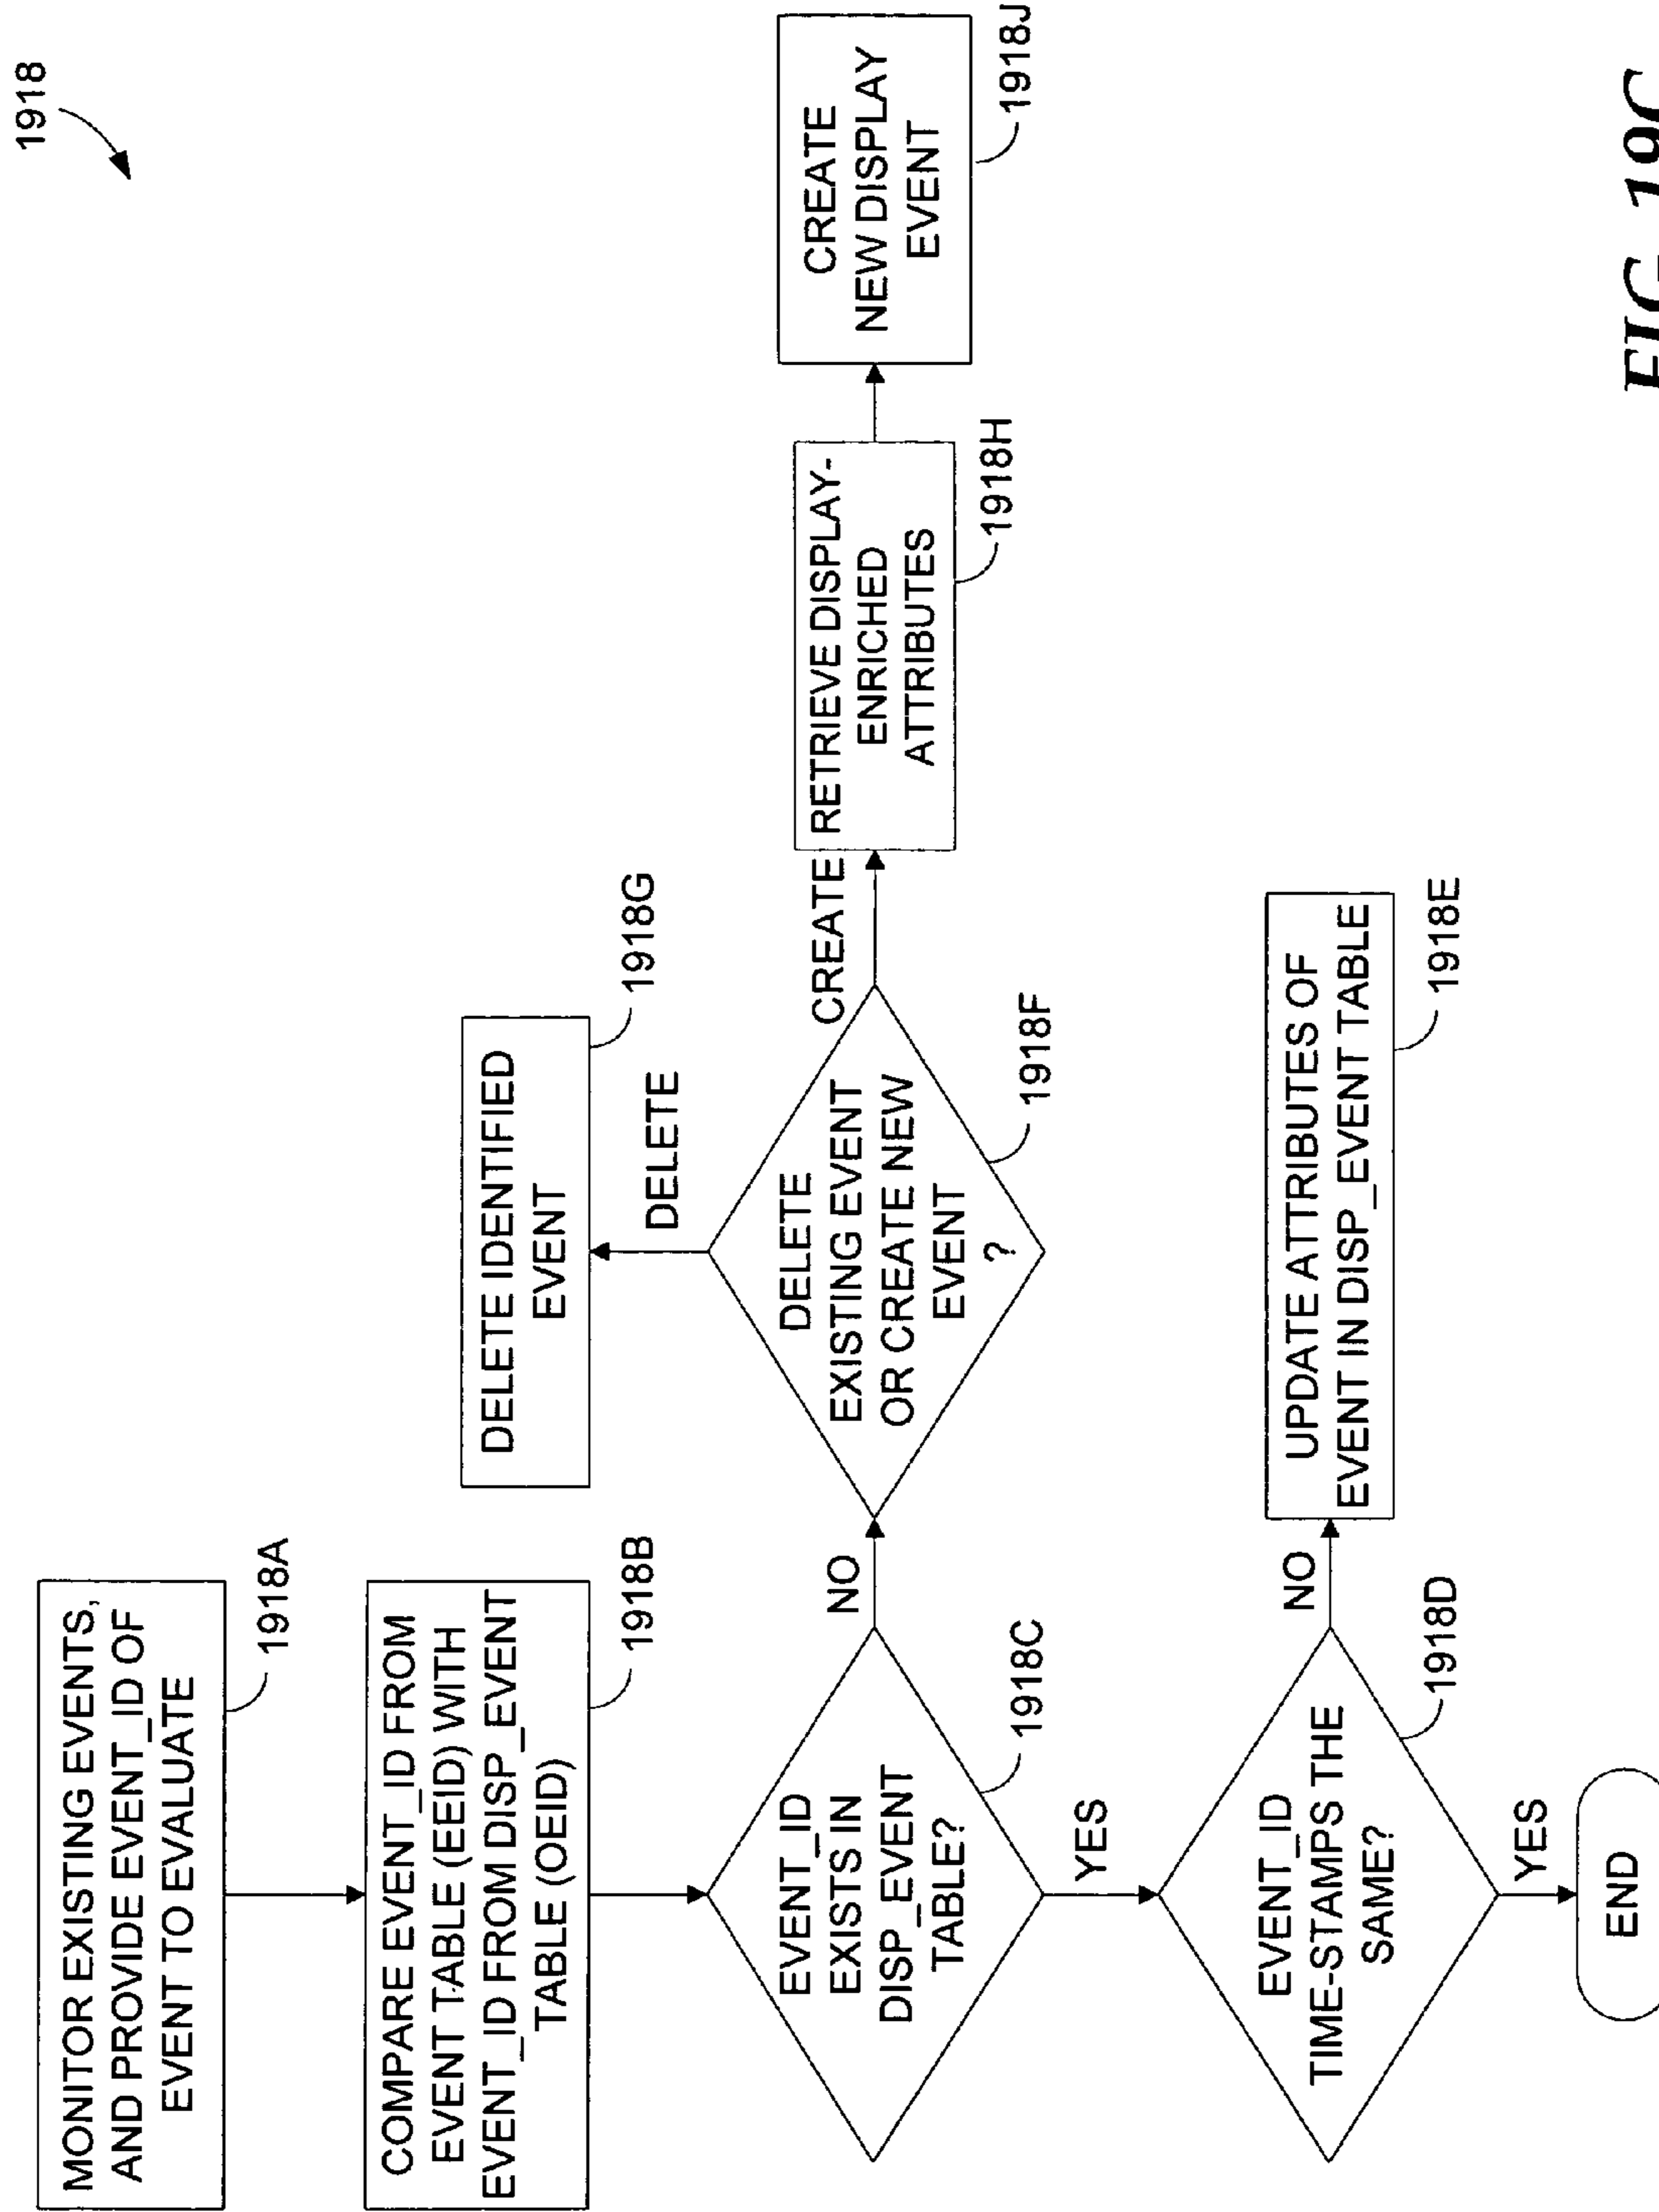 1918
MONITOR EXISTING EVENTS,
AND PROVIDE EVENT_ID OF
EVENT TO EVALUATE
1918A
COMPARE EVENT_ID FROM
EVENT TABLE (EEID) WITH
EVENT_ID FROM DISP_EVENT
TABLE (OEID)
1918B
EVENT_ID
EXISTS IN
DISP_EVENT
TABLE?
1918C
NO
YES
DELETE
EXISTING EVENT
OR CREATE NEW
EVENT
?
1918F
DELETE
DELETE IDENTIFIED
EVENT
1918G
CREATE
RETRIEVE DISPLAY-
ENRICHED
ATTRIBUTES
1918H
CREATE
NEW DISPLAY
EVENT
1918J
EVENT_ID
TIME-STAMPS THE
SAME?
1918D
NO
UPDATE ATTRIBUTES OF
EVENT IN DISP_EVENT TABLE
1918E
YES
END
FIG. 19C